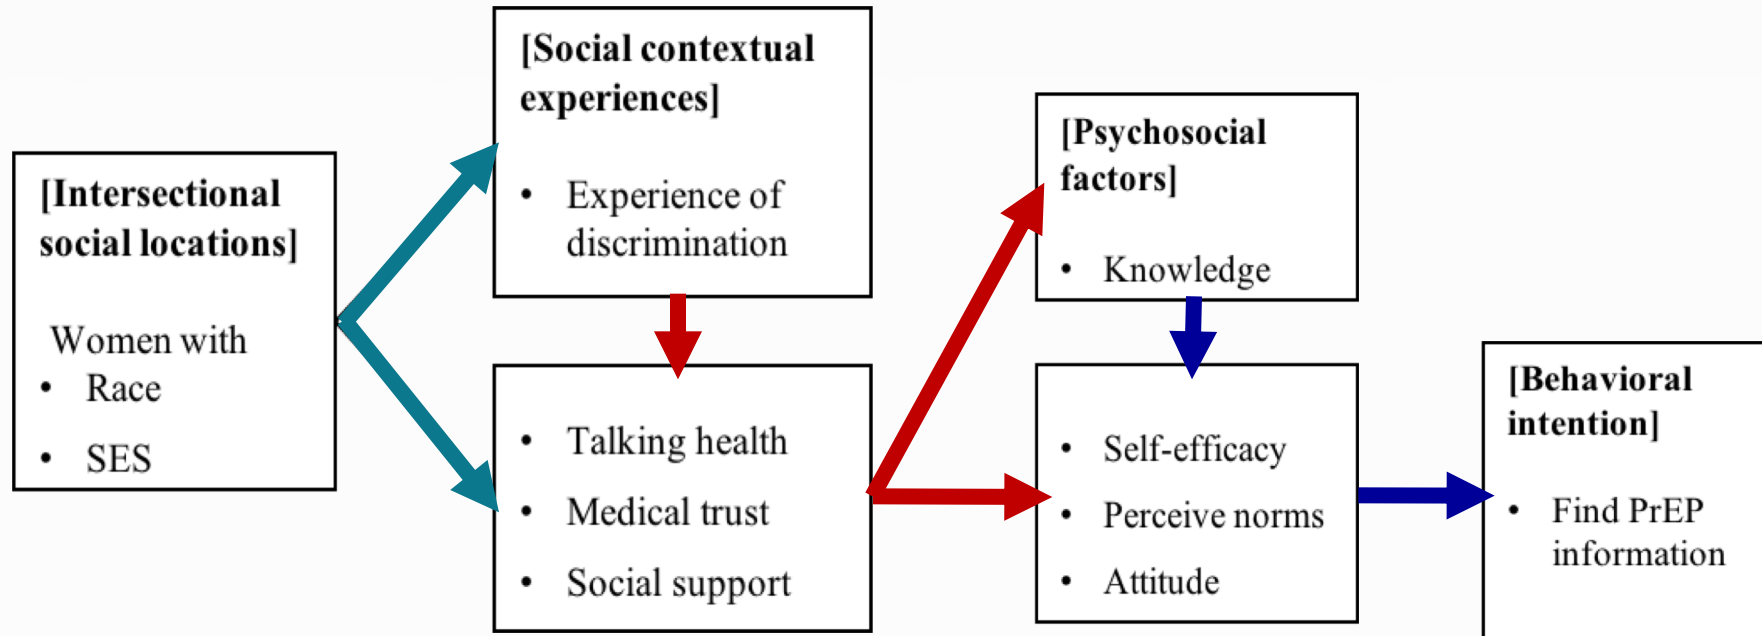 [Intersectional
social locations]
Women with
• Race
• SES
[Social contextual
experiences]
• Experience of
discrimination
• Talking health
• Medical trust
• Social support
[Psychosocial
factors]
• Knowledge
• Self-efficacy
• Perceive norms
• Attitude
[Behavioral
intention]
• Find PrEP
information